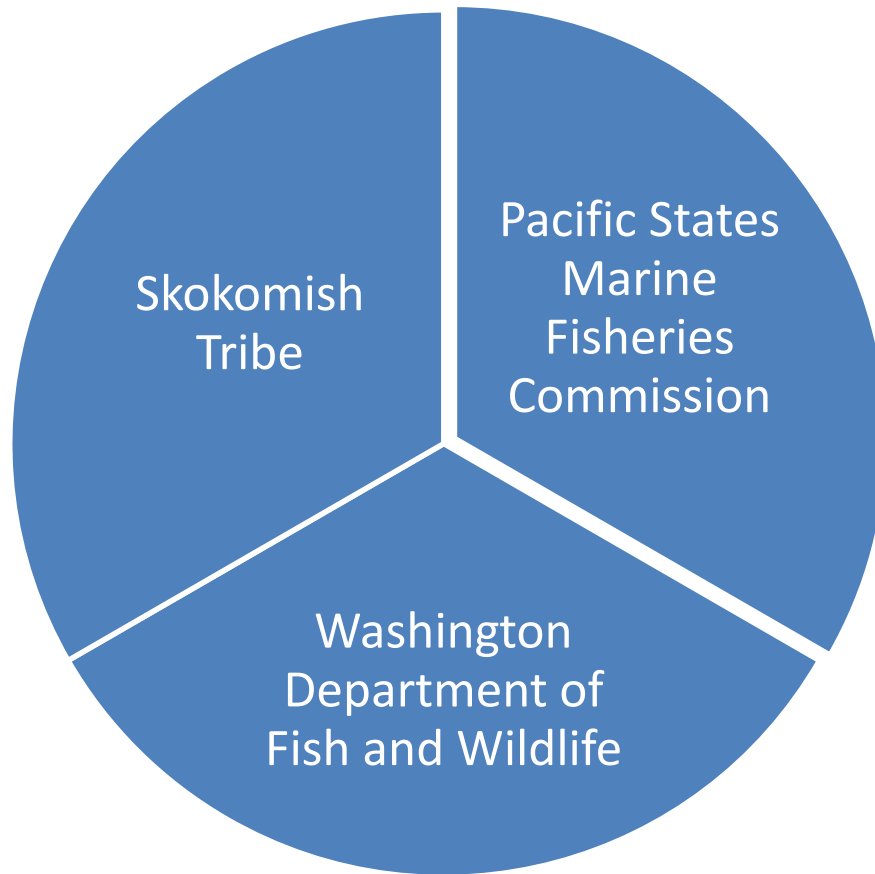 Skokomish
Tribe
Pacific States
Marine
Fisheries
Commission
Washington
Department of
Fish and Wildlife